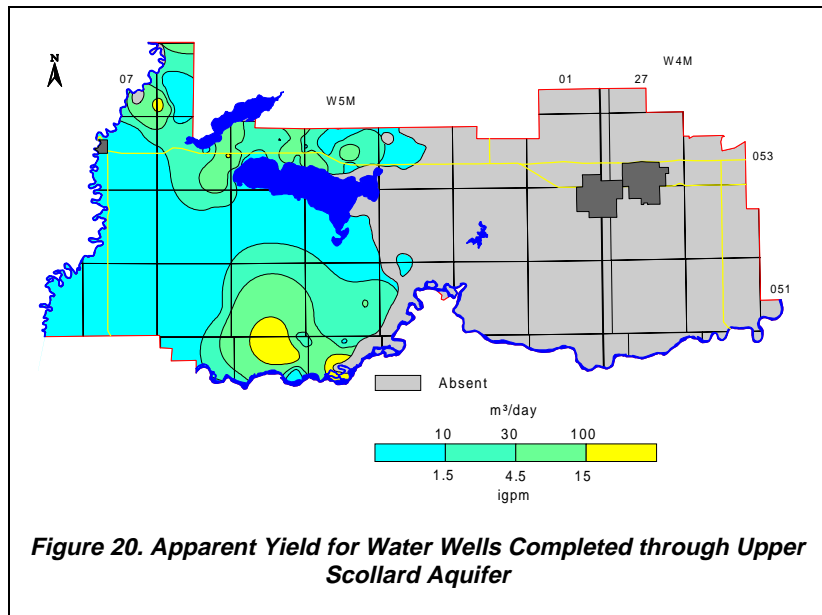 N
07
W5M
01
27
W4M
053
051
Absent
m³/day
10 30 100
1.5 4.5 15
igpm
Figure 20. Apparent Yield for Water Wells Completed through Upper
Scollard Aquifer